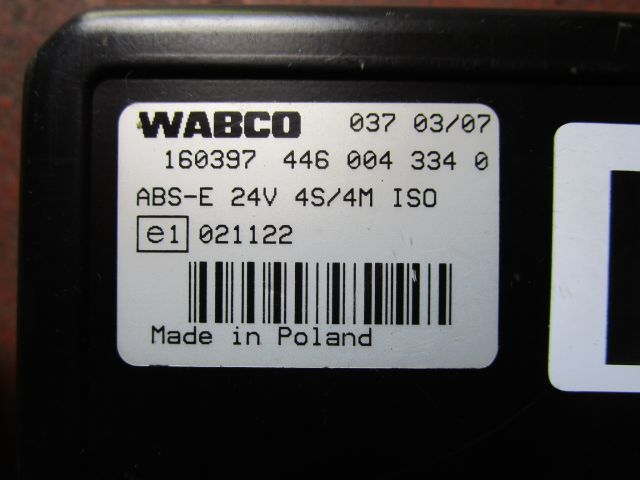 WABCO 037 03/07
160397 446 004 334 0
ABS-E 24V 4S/4M ISO
e1 021122
Made in Poland